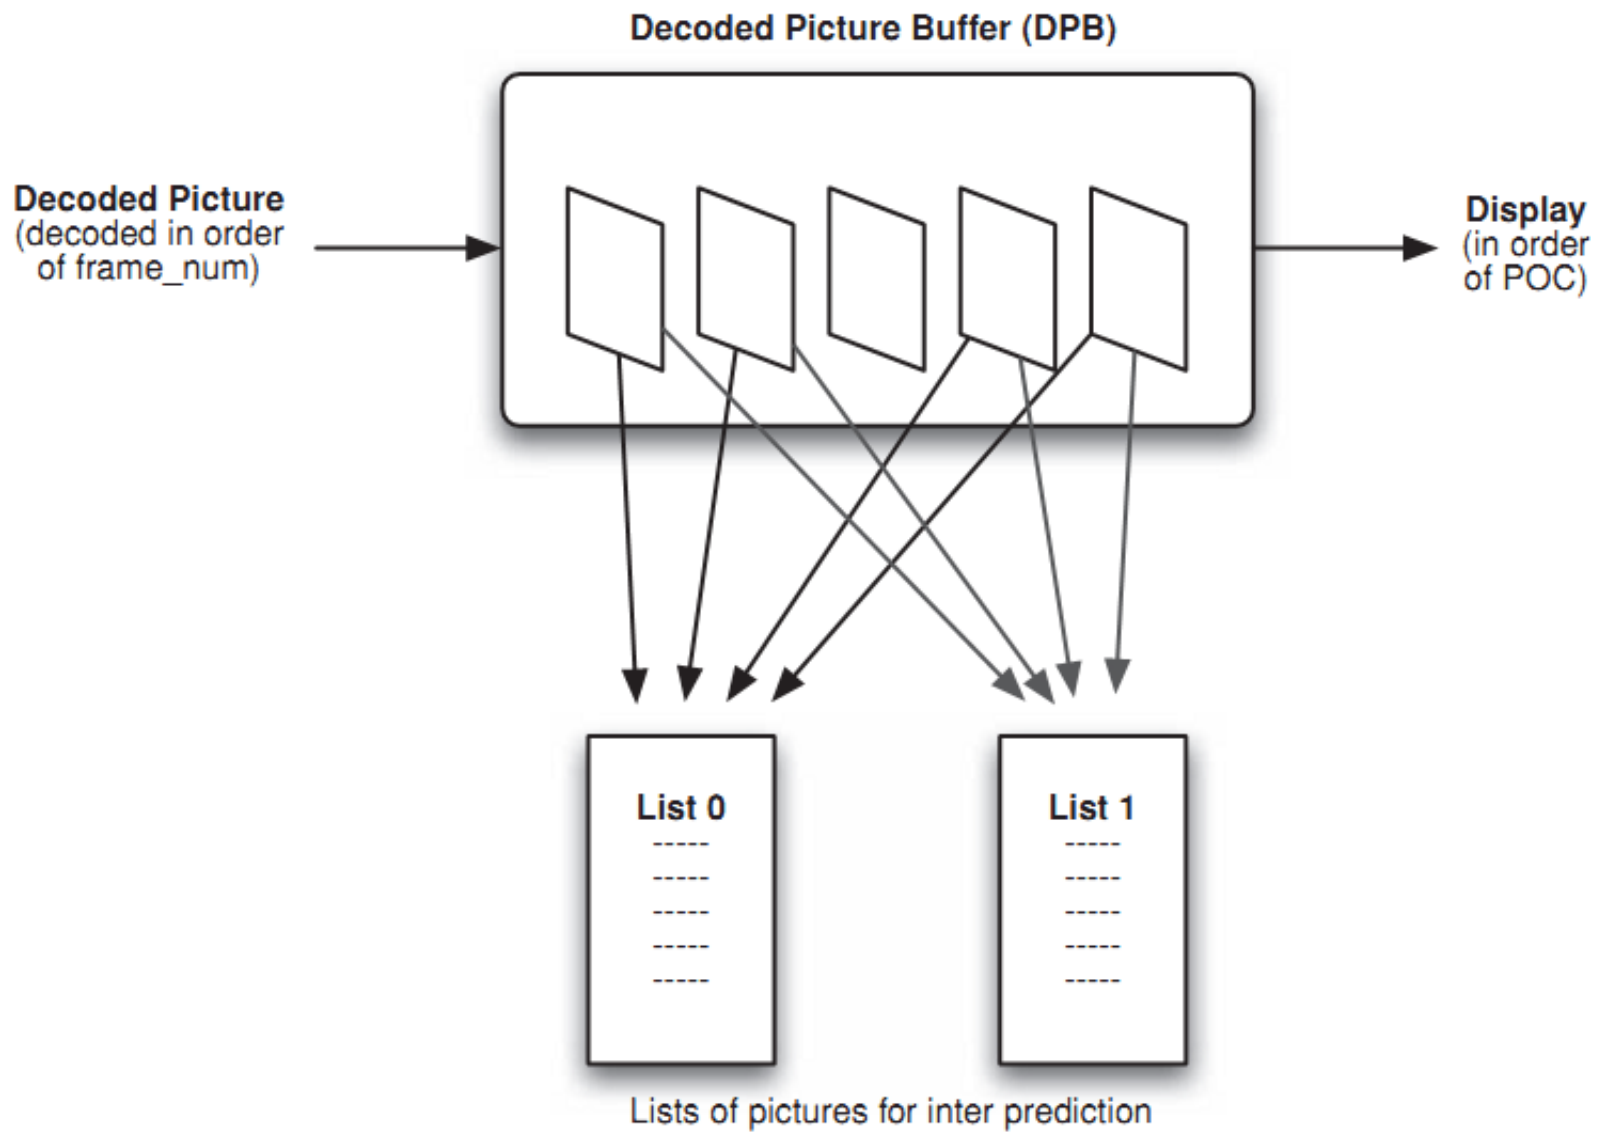 Decoded Picture Buffer (DPB)
Decoded Picture
(decoded in order
of frame_num)
Display
(in order
of POC)
List 0
-----
-----
-----
-----
-----
List 1
-----
-----
-----
-----
-----
Lists of pictures for inter prediction